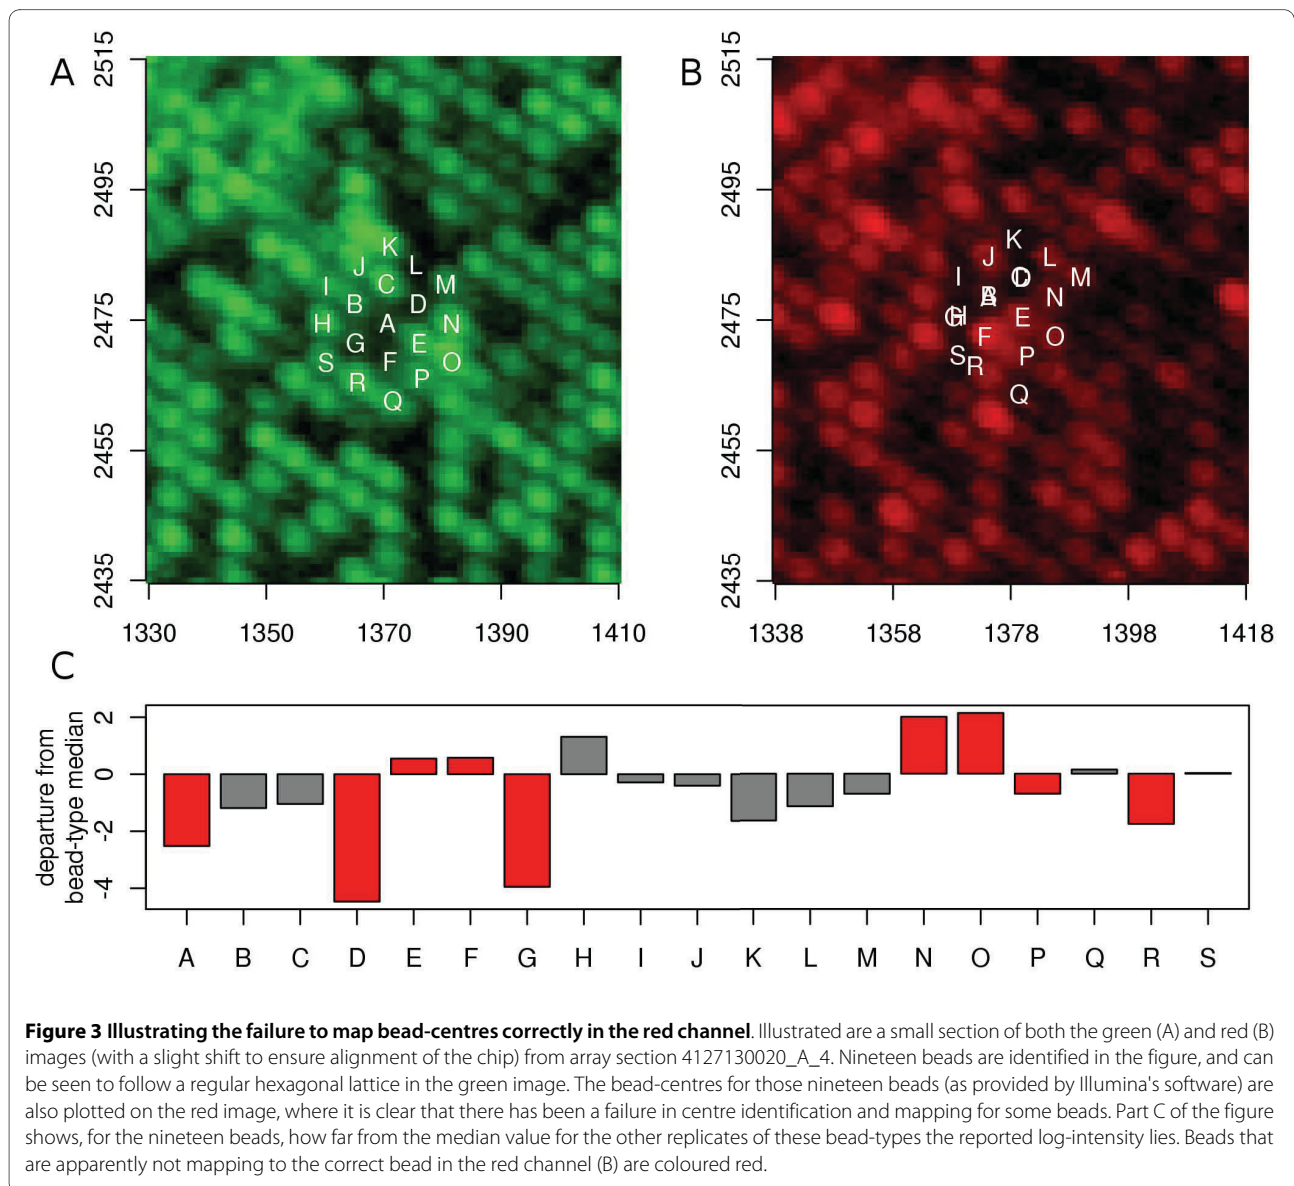 A
B
2515
2495
2475
2455
2435
K
J
L
I
C
M
B
D
H
A
N
G
E
S
F
O
R
P
Q
1330 1350 1370 1390 1410
2515
2495
2475
2455
2435
K
J
L
I
C D
M
B A
N
G H
E
F
O
S
P
R
Q
1338 1358 1378 1398 1418
C
departure from
bead-type median
2
0
-2
-4
A B C D E F G H I J K L M N O P Q R S
Figure 3 Illustrating the failure to map bead-centres correctly in the red channel. Illustrated are a small section of both the green (A) and red (B)
images (with a slight shift to ensure alignment of the chip) from array section 4127130020_A_4. Nineteen beads are identified in the figure, and can
be seen to follow a regular hexagonal lattice in the green image. The bead-centres for those nineteen beads (as provided by Illumina's software) are
also plotted on the red image, where it is clear that there has been a failure in centre identification and mapping for some beads. Part C of the figure
shows, for the nineteen beads, how far from the median value for the other replicates of these bead-types the reported log-intensity lies. Beads that
are apparently not mapping to the correct bead in the red channel (B) are coloured red.